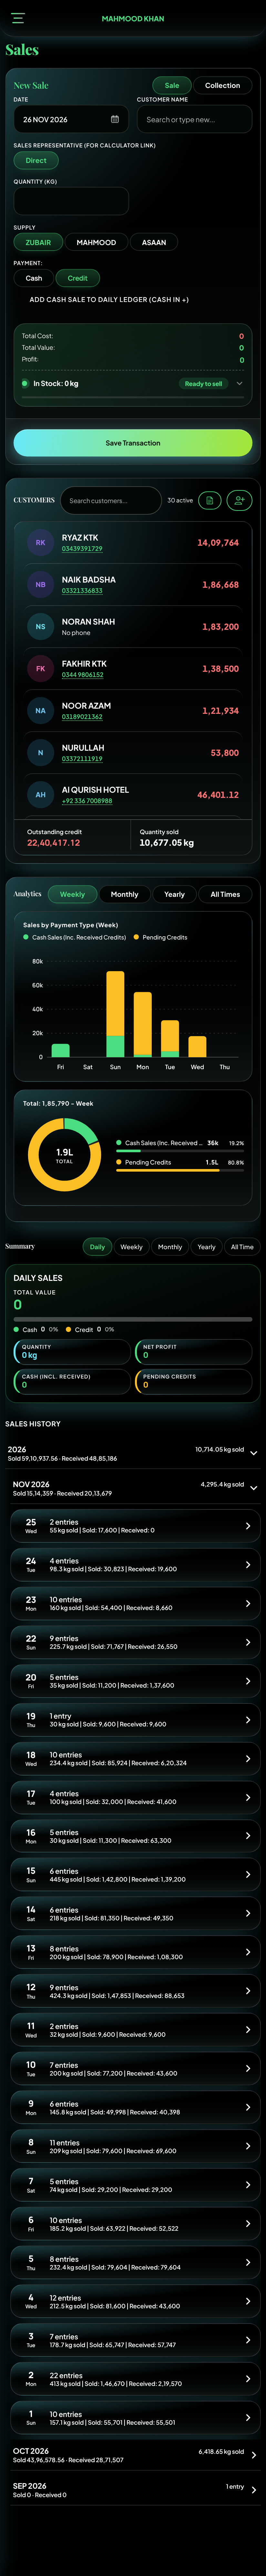 MAHMOOD KHAN
Sales
New Sale
Sale
Collection
DATE
CUSTOMER NAME
26 NOV 2026
Search or type new...
SALES REPRESENTATIVE (FOR CALCULATOR LINK)
Direct
QUANTITY (KG)
SUPPLY
ZUBAIR
MAHMOOD
ASAAN
PAYMENT:
Cash
Credit
ADD CASH SALE TO DAILY LEDGER (CASH IN +)
Total Cost: 0
Total Value: 0
Profit: 0
In Stock: 0 kg
Ready to sell
Save Transaction
CUSTOMERS
Search customers...
30 active
RK
RYAZ KTK
03439391729
14,09,764
NB
NAIK BADSHA
03321336833
1,86,668
NS
NORAN SHAH
No phone
1,83,200
FK
FAKHIR KTK
0344 9806152
1,38,500
NA
NOOR AZAM
03189021362
1,21,934
N
NURULLAH
03372111919
53,800
AH
Al QURISH HOTEL
+92 336 7008988
46,401.12
Outstanding credit
22,40,417.12
Quantity sold
10,677.05 kg
Analytics
Weekly
Monthly
Yearly
All Times
Sales by Payment Type (Week)
Cash Sales (Inc. Received Credits)
Pending Credits
80k
60k
40k
20k
0
Fri Sat Sun Mon Tue Wed Thu
Total: 1,85,790 - Week
1.9L
TOTAL
Cash Sales (Inc. Received ... 36k 19.2%
Pending Credits 1.5L 80.8%
Summary
Daily
Weekly
Monthly
Yearly
All Time
DAILY SALES
TOTAL VALUE
0
Cash 0 0%
Credit 0 0%
QUANTITY
0 kg
NET PROFIT
0
CASH (INCL. RECEIVED)
0
PENDING CREDITS
0
SALES HISTORY
2026
Sold 59,10,937.56 · Received 48,85,186
10,714.05 kg sold
NOV 2026
Sold 15,14,359 · Received 20,13,679
4,295.4 kg sold
25
Wed
2 entries
55 kg sold | Sold: 17,600 | Received: 0
24
Tue
4 entries
98.3 kg sold | Sold: 30,823 | Received: 19,600
23
Mon
10 entries
160 kg sold | Sold: 54,400 | Received: 8,660
22
Sun
9 entries
225.7 kg sold | Sold: 71,767 | Received: 26,550
20
Fri
5 entries
35 kg sold | Sold: 11,200 | Received: 1,37,600
19
Thu
1 entry
30 kg sold | Sold: 9,600 | Received: 9,600
18
Wed
10 entries
234.4 kg sold | Sold: 85,924 | Received: 6,20,324
17
Tue
4 entries
100 kg sold | Sold: 32,000 | Received: 41,600
16
Mon
5 entries
30 kg sold | Sold: 11,300 | Received: 63,300
15
Sun
6 entries
445 kg sold | Sold: 1,42,800 | Received: 1,39,200
14
Sat
6 entries
218 kg sold | Sold: 81,350 | Received: 49,350
13
Fri
8 entries
200 kg sold | Sold: 78,900 | Received: 1,08,300
12
Thu
9 entries
424.3 kg sold | Sold: 1,47,853 | Received: 88,653
11
Wed
2 entries
32 kg sold | Sold: 9,600 | Received: 9,600
10
Tue
7 entries
200 kg sold | Sold: 77,200 | Received: 43,600
9
Mon
6 entries
145.8 kg sold | Sold: 49,998 | Received: 40,398
8
Sun
11 entries
209 kg sold | Sold: 79,600 | Received: 69,600
7
Sat
5 entries
74 kg sold | Sold: 29,200 | Received: 29,200
6
Fri
10 entries
185.2 kg sold | Sold: 63,922 | Received: 52,522
5
Thu
8 entries
232.4 kg sold | Sold: 79,604 | Received: 79,604
4
Wed
12 entries
212.5 kg sold | Sold: 81,600 | Received: 43,600
3
Tue
7 entries
178.7 kg sold | Sold: 65,747 | Received: 57,747
2
Mon
22 entries
413 kg sold | Sold: 1,46,670 | Received: 2,19,570
1
Sun
10 entries
157.1 kg sold | Sold: 55,701 | Received: 55,501
OCT 2026
Sold 43,96,578.56 · Received 28,71,507
6,418.65 kg sold
SEP 2026
Sold 0 · Received 0
1 entry